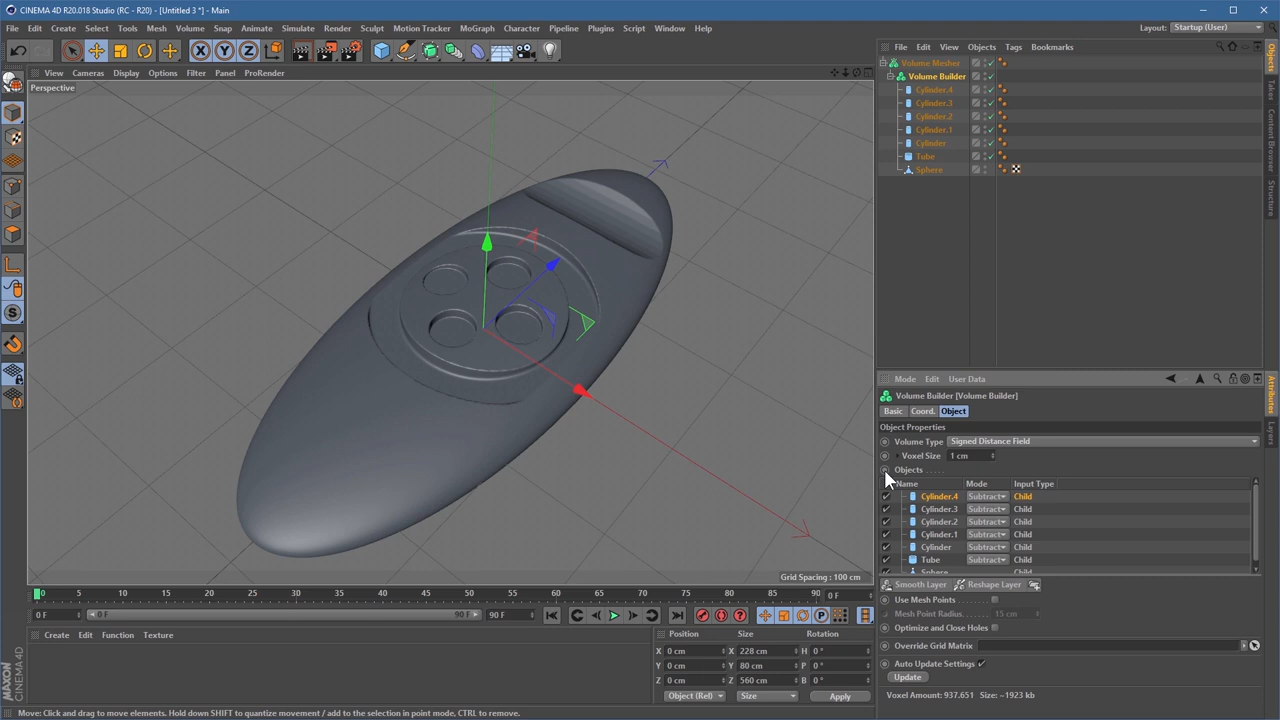 CINEMA 4D R20.018 Studio (RC - R20) - [Untitled 3 *] - Main
File Edit Create Select Tools Mesh Volume Snap Animate Simulate Render Sculpt Motion Tracker MoGraph Character Pipeline Plugins Script Window Help
Layout: Startup (User)
View Cameras Display Options Filter Panel ProRender
Perspective
Grid Spacing : 100 cm
File Edit View Objects Tags Bookmarks
Volume Mesher
Volume Builder
Cylinder.4
Cylinder.3
Cylinder.2
Cylinder.1
Cylinder
Tube
Sphere
Objects
Takes
Content Browser
Structure
Mode Edit User Data
Volume Builder [Volume Builder]
Basic Coord. Object
Object Properties
Volume Type Signed Distance Field
Voxel Size 1 cm
Objects . . . . .
Name Mode Input Type
Cylinder.4 Subtract Child
Cylinder.3 Subtract Child
Cylinder.2 Subtract Child
Cylinder.1 Subtract Child
Cylinder Subtract Child
Tube Subtract Child
Sphere Child
Smooth Layer Reshape Layer
Use Mesh Points
Mesh Point Radius 15 cm
Optimize and Close Holes
Override Grid Matrix
Auto Update Settings
Update
Voxel Amount: 937.651 Size: ~1923 kb
Attributes
Layers
0 5 10 15 20 25 30 35 40 45 50 55 60 65 70 75 80 85 90 0 F
0 F 0 F 90 F 90 F
Create Edit Function Texture
Position Size Rotation
X 0 cm X 228 cm H 0 °
Y 0 cm Y 80 cm P 0 °
Z 0 cm Z 560 cm B 0 °
Object (Rel) Size Apply
MAXON CINEMA 4D
Move: Click and drag to move elements. Hold down SHIFT to quantize movement / add to the selection in point mode, CTRL to remove.